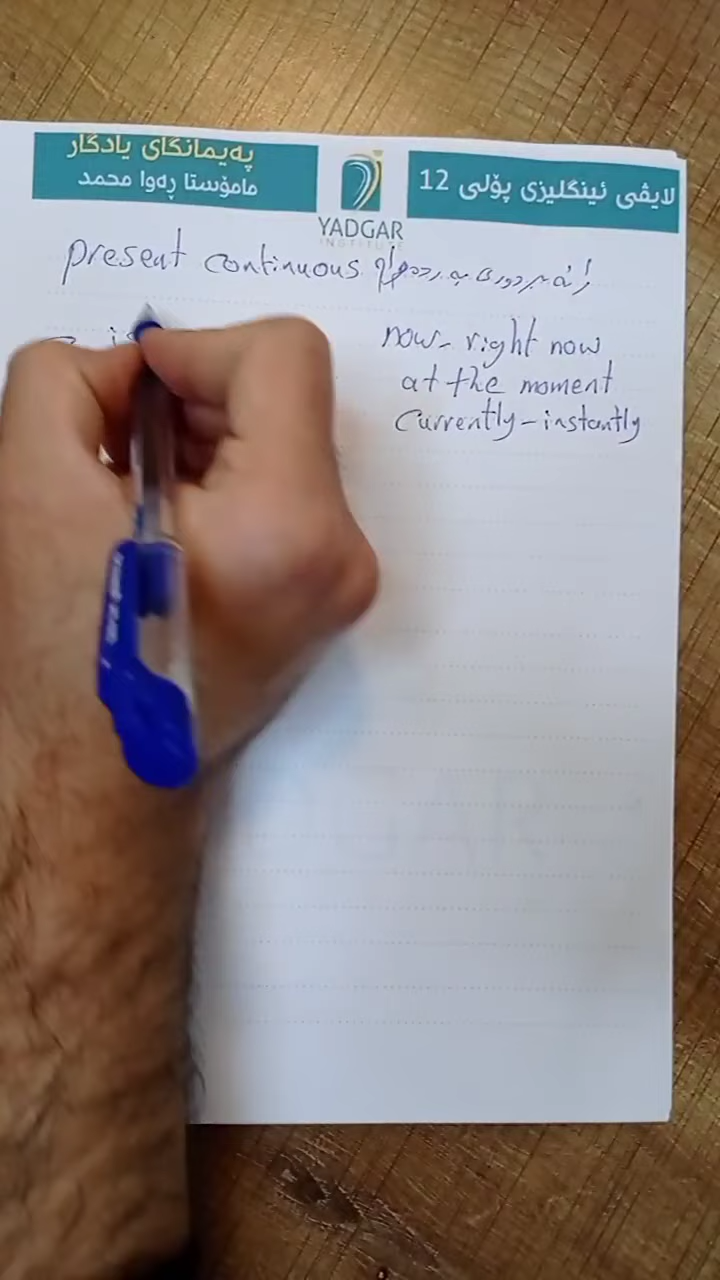 پەیمانگای یادگار
مامۆستا ڕەوا محمد
YADGAR
INSTITUTE
لایڤی ئینگلیزی پۆلی 12
present continuous
now - right now
at the moment
currently - instantly
is